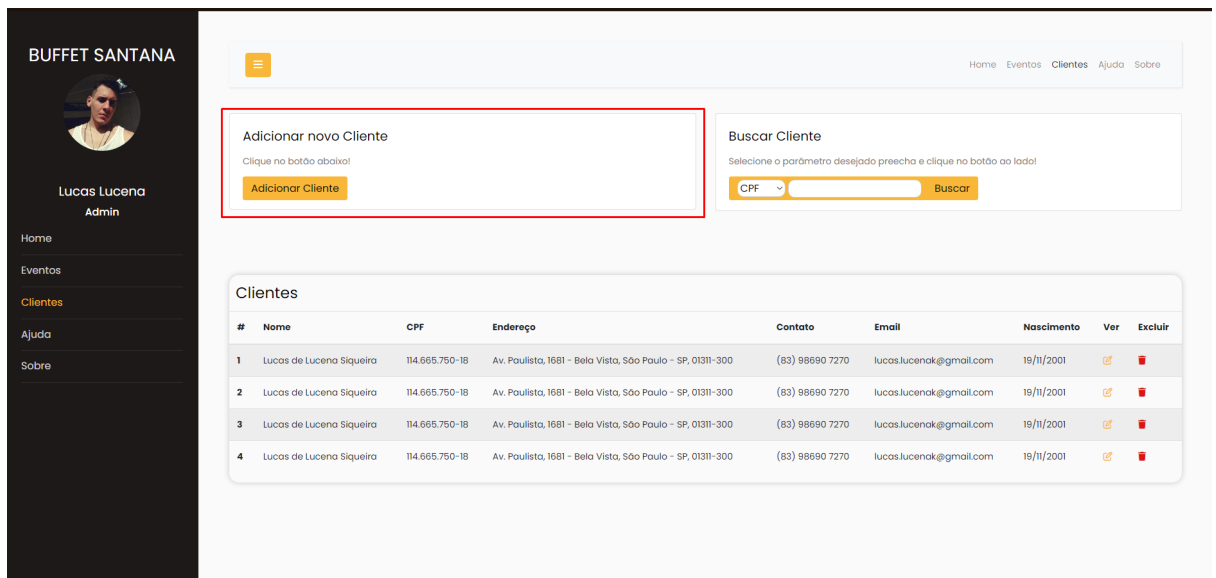 BUFFET SANTANA
Lucas Lucena
Admin
Home
Eventos
Clientes
Ajuda
Sobre
Home Eventos Clientes Ajuda Sobre
Adicionar novo Cliente
Clique no botão abaixo!
Adicionar Cliente
Buscar Cliente
Selecione o parâmetro desejado preecha e clique no botão ao lado!
CPF Buscar
Clientes
# Nome CPF Endereço Contato Email Nascimento Ver Excluir
1 Lucas de Lucena Siqueira 114.665.750-18 Av. Paulista, 1681 - Bela Vista, São Paulo - SP, 01311-300 (83) 98690 7270 lucas.lucenak@gmail.com 19/11/2001
2 Lucas de Lucena Siqueira 114.665.750-18 Av. Paulista, 1681 - Bela Vista, São Paulo - SP, 01311-300 (83) 98690 7270 lucas.lucenak@gmail.com 19/11/2001
3 Lucas de Lucena Siqueira 114.665.750-18 Av. Paulista, 1681 - Bela Vista, São Paulo - SP, 01311-300 (83) 98690 7270 lucas.lucenak@gmail.com 19/11/2001
4 Lucas de Lucena Siqueira 114.665.750-18 Av. Paulista, 1681 - Bela Vista, São Paulo - SP, 01311-300 (83) 98690 7270 lucas.lucenak@gmail.com 19/11/2001